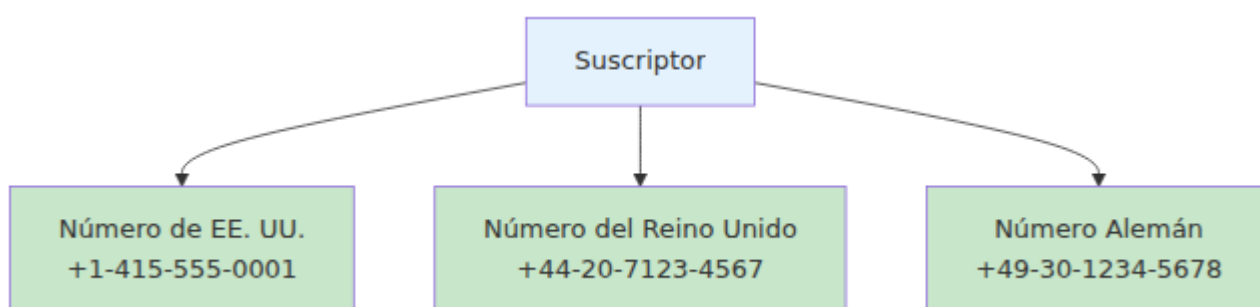 Suscriptor
Número de EE. UU.
+1-415-555-0001
Número del Reino Unido
+44-20-7123-4567
Número Alemán
+49-30-1234-5678